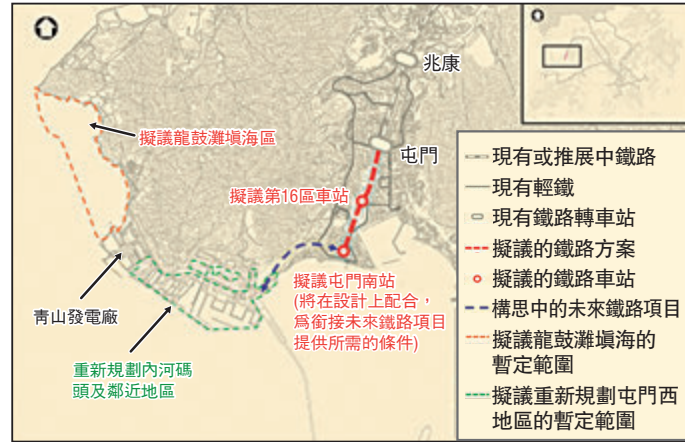 兆康
擬議龍鼓灘填海區
屯門
擬議第16區車站
擬議屯門南站
(將在設計上配合，
為銜接未來鐵路項目
提供所需的條件)
青山發電廠
重新規劃內河碼
頭及鄰近地區
現有或推展中鐵路
現有輕鐵
現有鐵路轉車站
擬議的鐵路方案
擬議的鐵路車站
構思中的未來鐵路項目
擬議龍鼓灘填海的
暫定範圍
擬議重新規劃屯門西
地區的暫定範圍